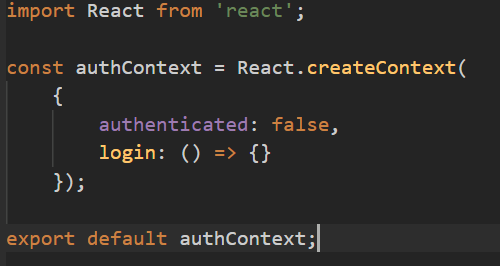 import React from 'react';
const authContext = React.createContext(
    {
        authenticated: false,
        login: () => {}
    });
export default authContext;